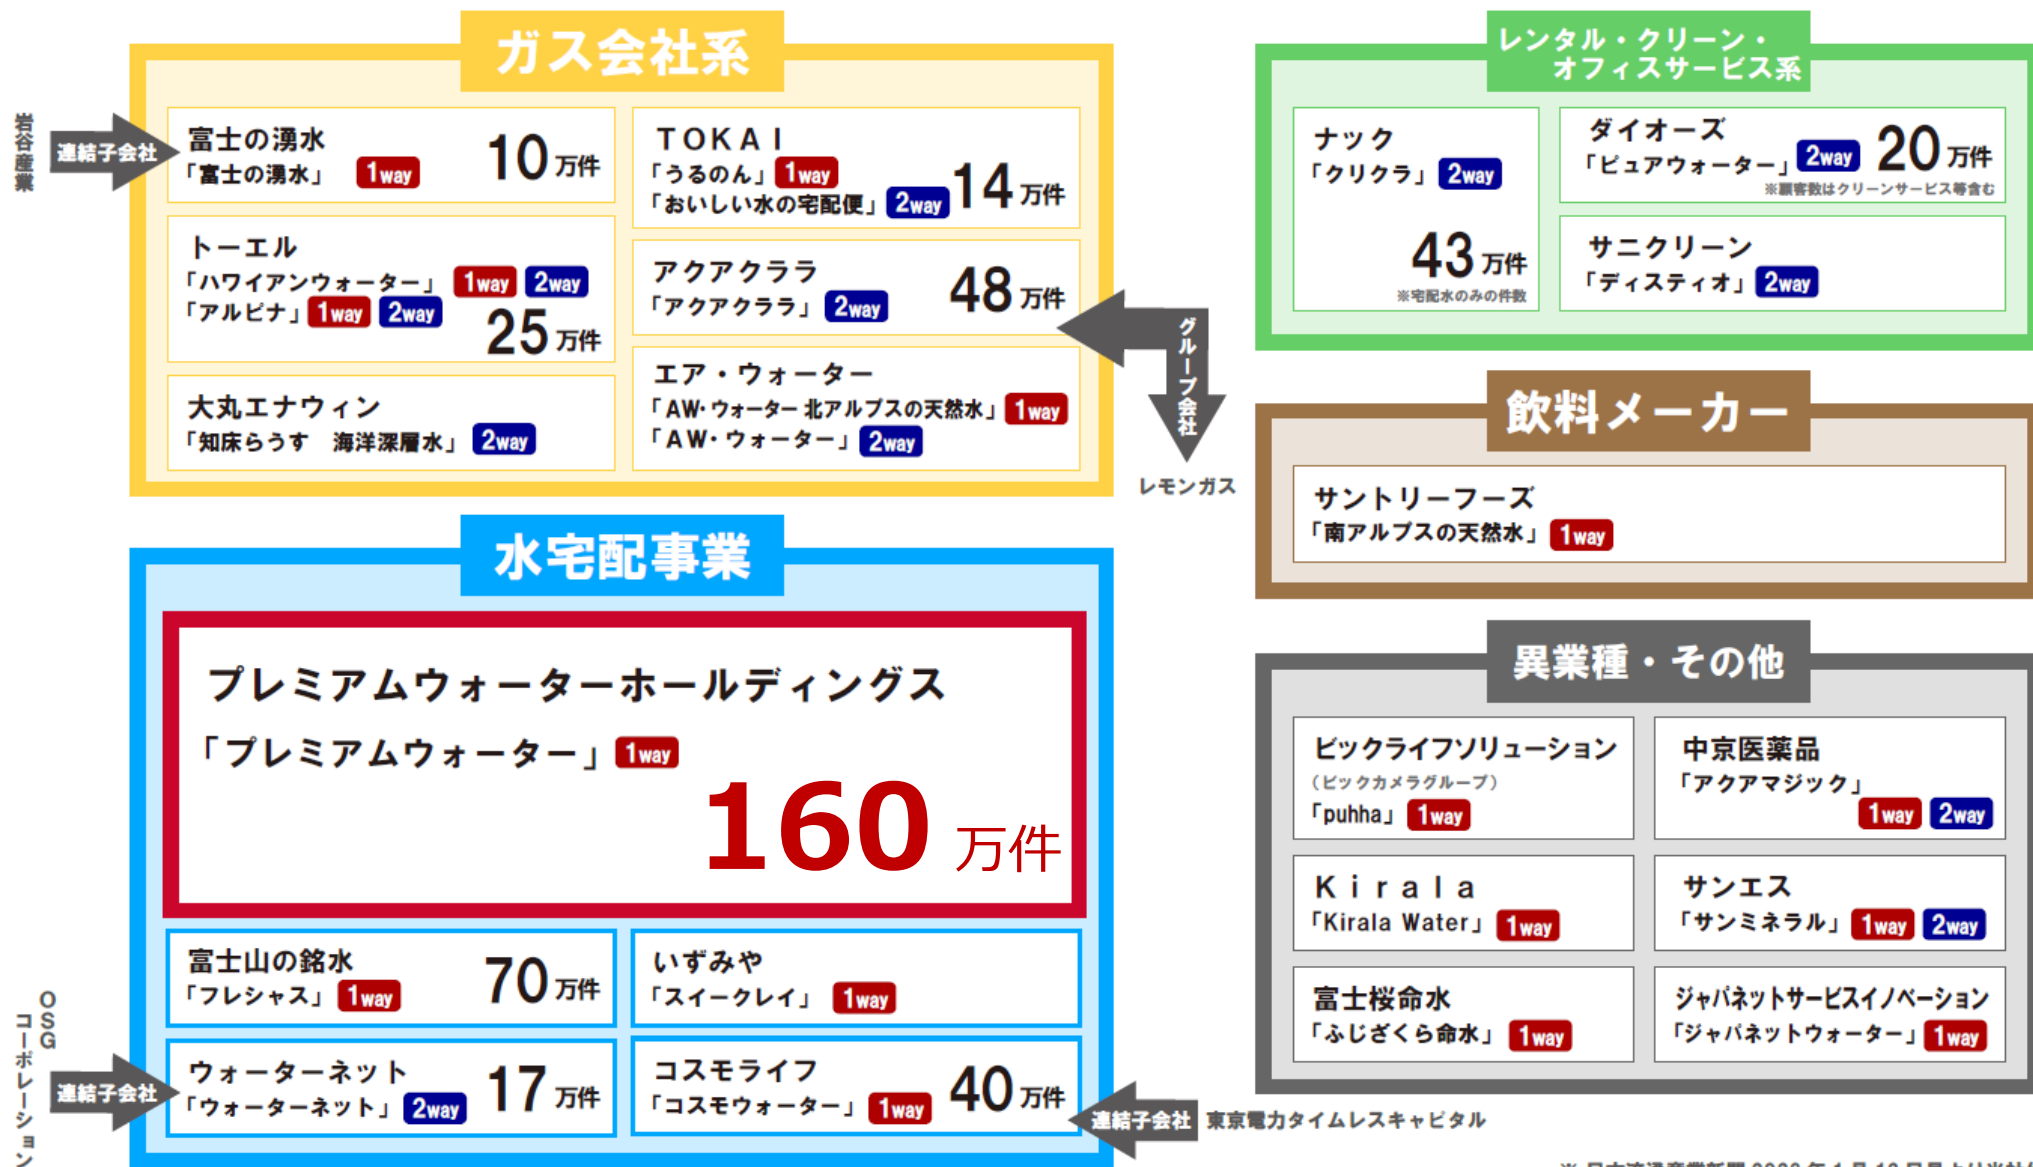 ガス会社系
岩谷産業
連結子会社
富士の湧水
「富士の湧水」 1way
10万件
トーエル
「ハワイアンウォーター」 1way 2way
「アルピナ」 1way 2way
25万件
大丸エナウィン
「知床らうす 海洋深層水」 2way
TOKAI
「うるのん」 1way
「おいしい水の宅配便」 2way
14万件
アクアクララ
「アクアクララ」 2way
48万件
エア・ウォーター
「AW・ウォーター 北アルプスの天然水」 1way
「AW・ウォーター」 2way
グループ会社
レモンガス
水宅配事業
プレミアムウォーターホールディングス
「プレミアムウォーター」 1way
160万件
富士山の銘水
「フレシャス」 1way
70万件
いずみや
「スイークレイ」 1way
OSG
コーポレーション
連結子会社
ウォーターネット
「ウォーターネット」 2way
17万件
コスモライフ
「コスモウォーター」 1way
40万件
連結子会社 東京電力タイムレスキャピタル
レンタル・クリーン・
オフィスサービス系
ナック
「クリクラ」 2way
43万件
※宅配水のみの件数
ダイオーズ
「ピュアウォーター」 2way
20万件
※顧客数はクリーンサービス等含む
サニクリーン
「ディスティオ」 2way
飲料メーカー
サントリーフーズ
「南アルプスの天然水」 1way
異業種・その他
ビックライフソリューション
（ビックカメラグループ）
「puhha」 1way
中京医薬品
「アクアマジック」
1way 2way
Kirala
「Kirala Water」 1way
サンエス
「サンミネラル」 1way 2way
富士桜命水
「ふじざくら命水」 1way
ジャパネットサービスイノベーション
「ジャパネットウォーター」 1way